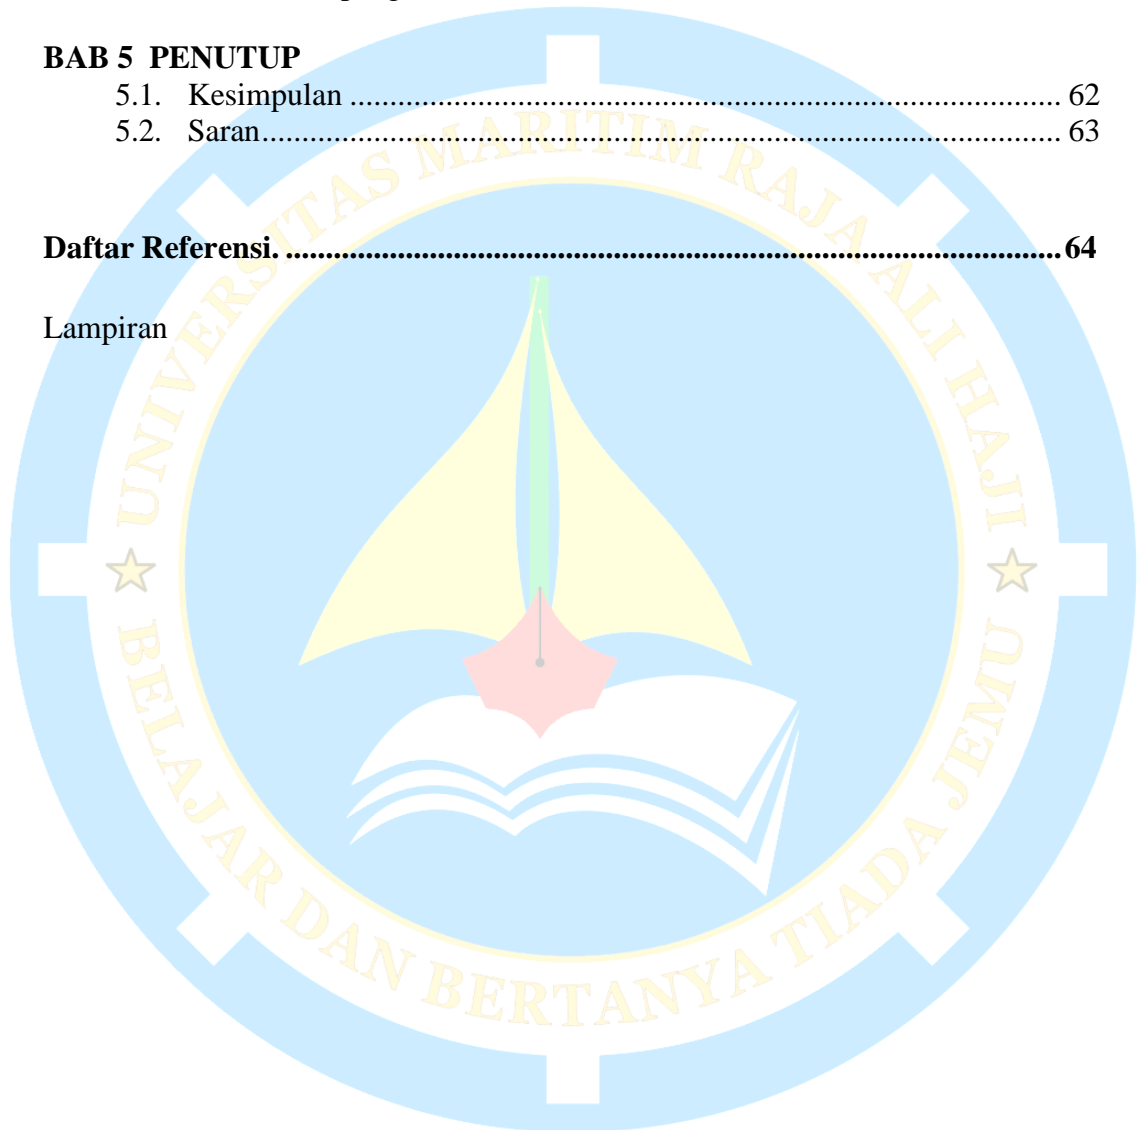 BAB 5 PENUTUP
5.1. Kesimpulan ........................................................................................ 62
5.2. Saran.................................................................................................... 63
Daftar Refersensi. .................................................................................................. 64
Lampiran
UNIVERSITAS MARITIM RAJA ALI HAJI
BELAJAR DAN BERTANYA TIADA JEMU